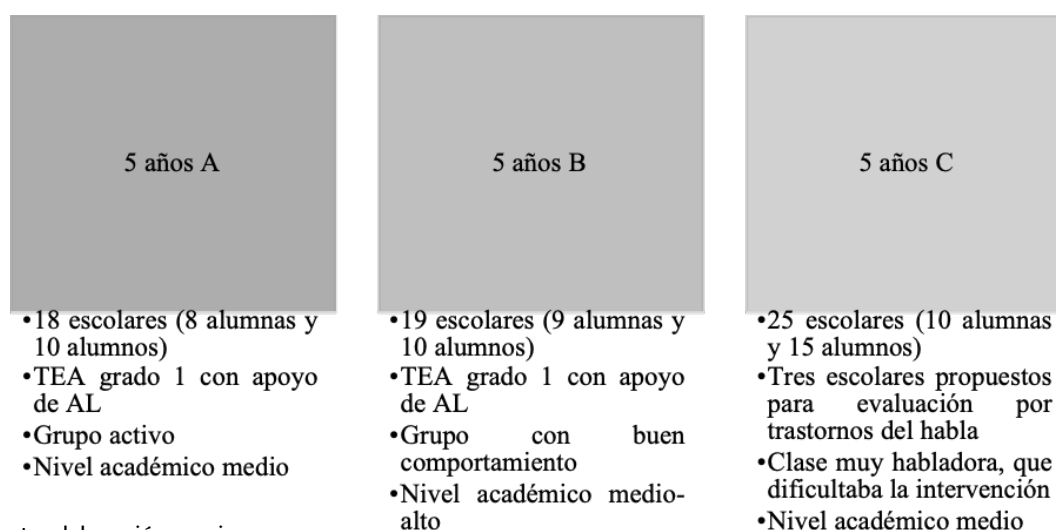 5 años A
•18 escolares (8 alumnas y
10 alumnos)
•TEA grado 1 con apoyo
de AL
•Grupo activo
•Nivel académico medio
5 años B
•19 escolares (9 alumnas y
10 alumnos)
•TEA grado 1 con apoyo
de AL
•Grupo con buen
comportamiento
•Nivel académico medio-
alto
5 años C
•25 escolares (10 alumnas
y 15 alumnos)
•Tres escolares propuestos
para evaluación por
trastornos del habla
•Clase muy habladora, que
dificultaba la intervención
•Nivel académico medio